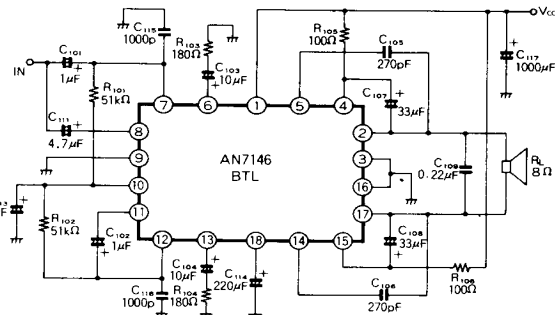 C115
1000p
R103
180Ω
C103
10μF
R105
100Ω
C105
270pF
VCC
C117
1000μF
C101
1μF
IN
R101
51kΩ
C107
33μF
7
6
1
5
4
C111
4.7μF
8
9
10
11
AN7146
BTL
2
3
16
17
C109
0.22μF
RL
8Ω
R102
51kΩ
C102
1μF
12
13
18
14
15
C108
33μF
C116
1000p
C104
10μF
R104
180Ω
C114
220μF
C106
270pF
R106
100Ω